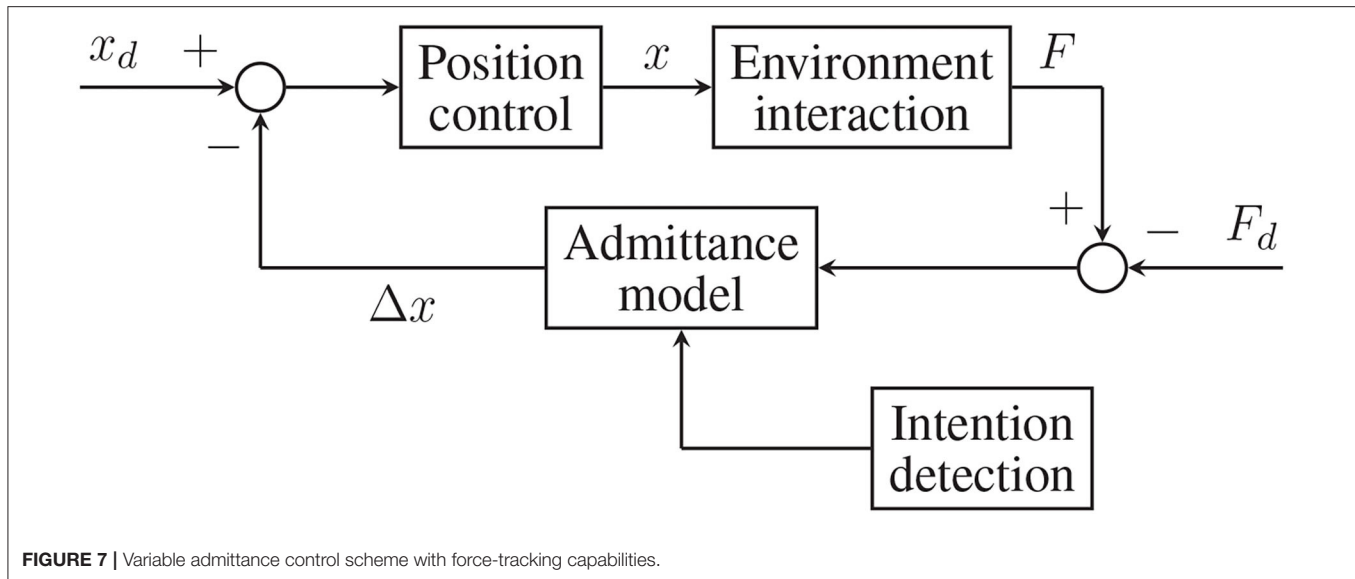 x_d + Position control x Environment interaction F
−
+ − F_d
Admittance
model
Δx
Intention
detection
FIGURE 7 | Variable admittance control scheme with force-tracking capabilities.